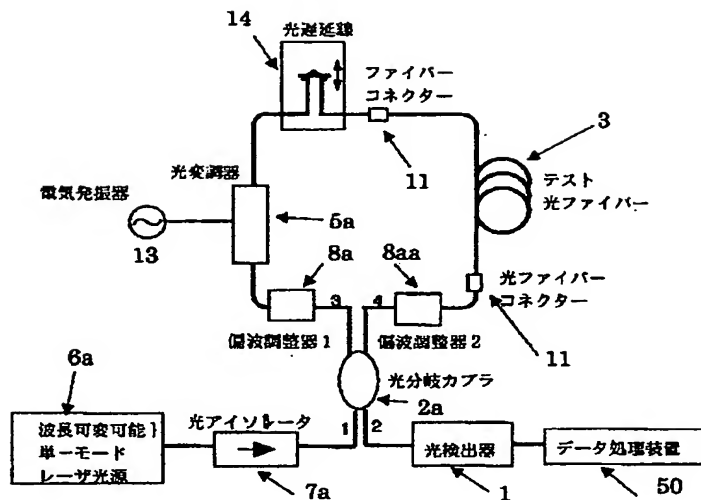 14
光遅延線
ファイバー
コネクター
3
11
テスト
光ファイバー
光変調器
電気発振器
5a
13
8a
8aa
光ファイバー
コネクター
3
4
偏波調整器1
偏波調整器2
11
6a
光分岐カプラ
2a
波長可変可能
単一モード
レーザ光源
光アイソレータ
1
2
光検出器
データ処理装置
7a
1
50